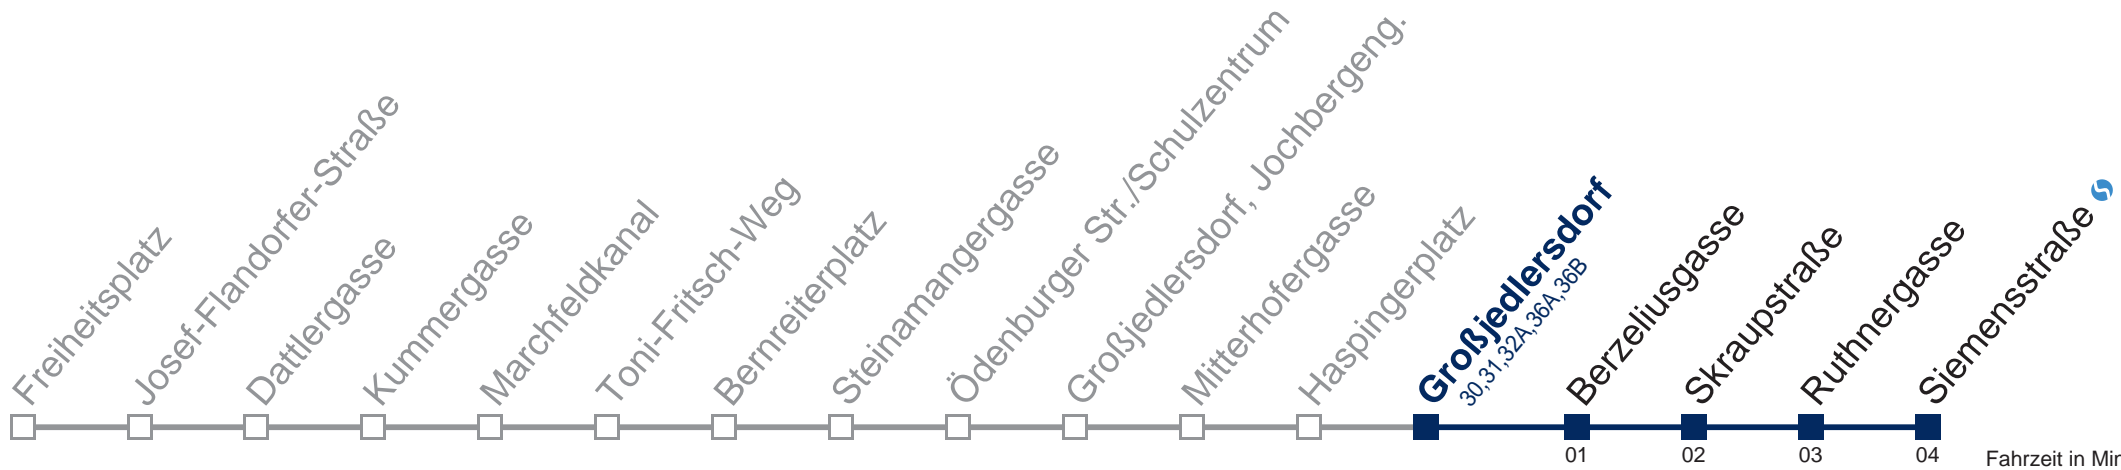 Freiheitsplatz
Josef-Flandorfer-Straße
Dattlergasse
Kummergasse
Marchfeldkanal
Toni-Fritsch-Weg
Bernreiterplatz
Steinamangergasse
Ödenburger Str./Schulzentrum
Großjedlersdorf, Jochbergeng.
Mitterhofergasse
Haspingerplatz
Großjedlersdorf
30,31,32A,36A,36B
Berzeliusgasse
Skraupstraße
Ruthnergasse
Siemensstraße
01 02 03 04
Fahrzeit in Min